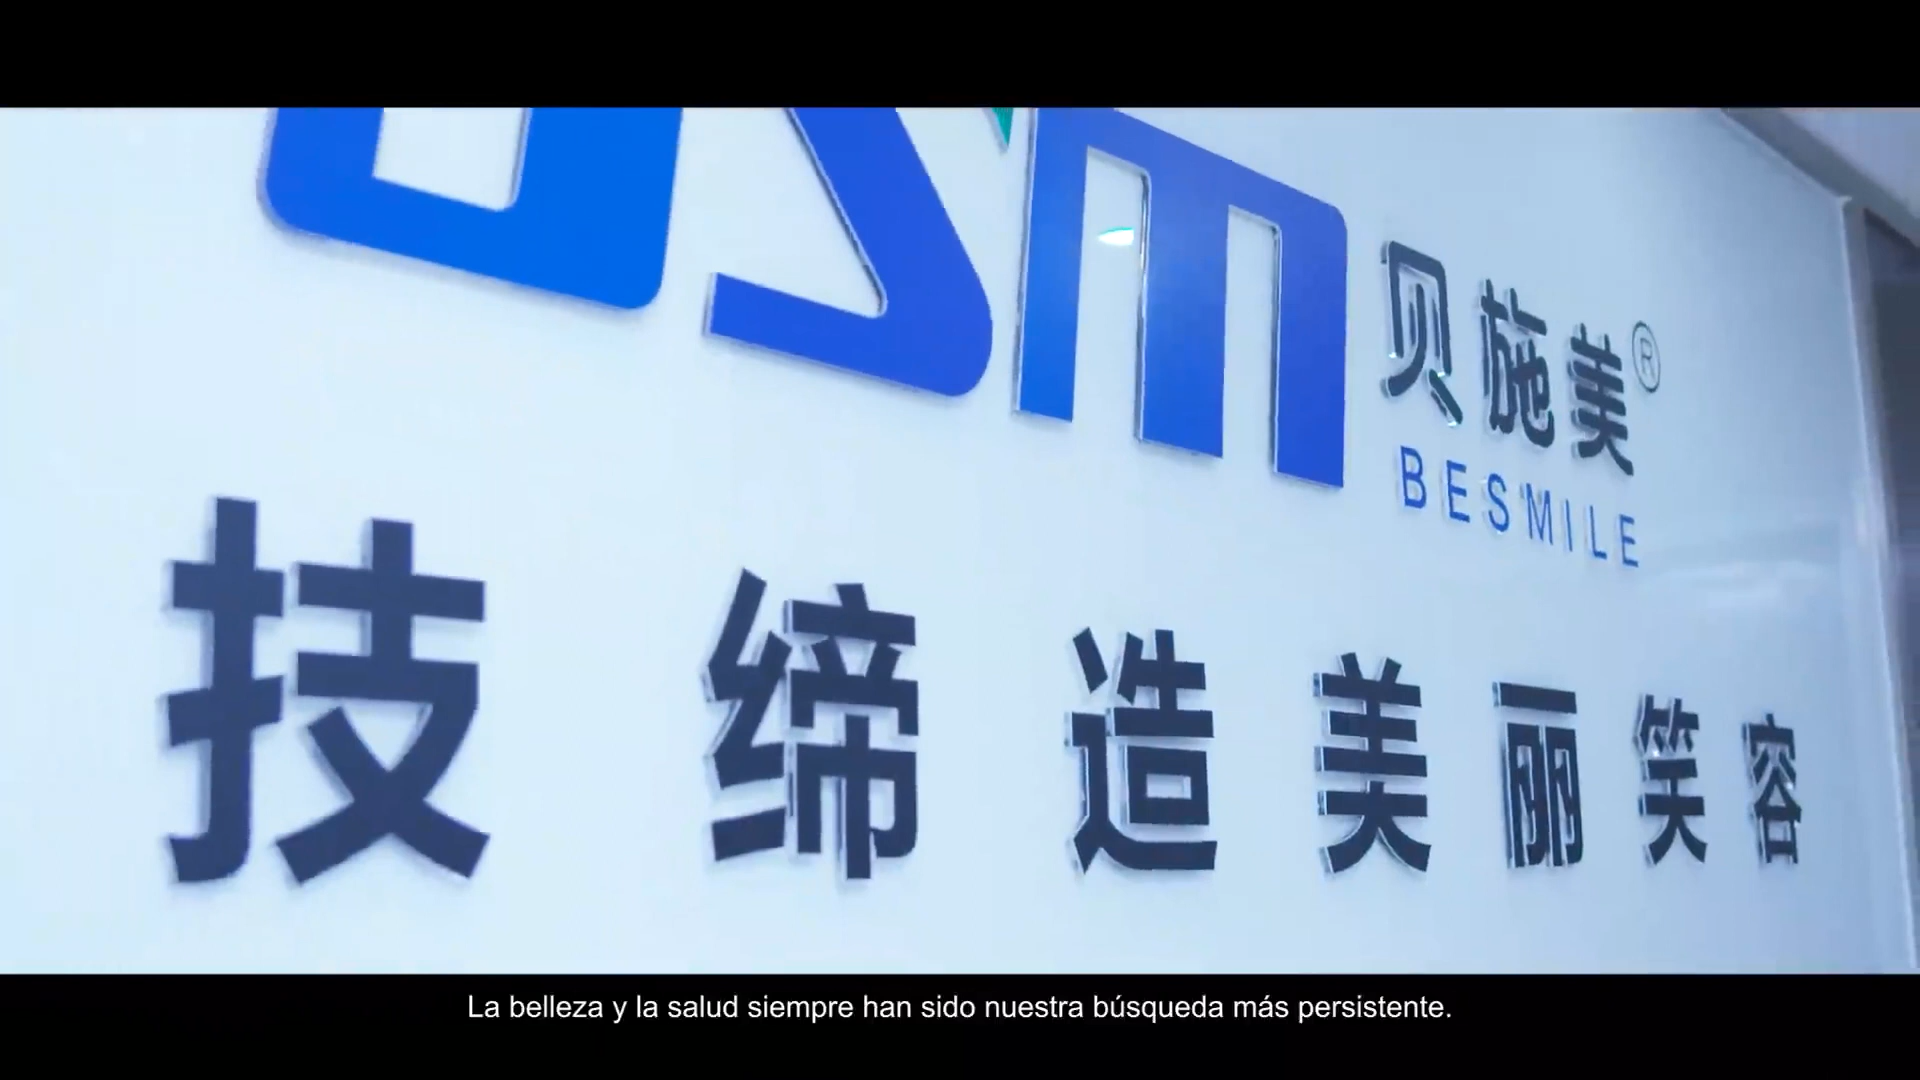 sm
贝施美®
BESMILE
技缔造美丽笑容
La belleza y la salud siempre han sido nuestra búsqueda más persistente.